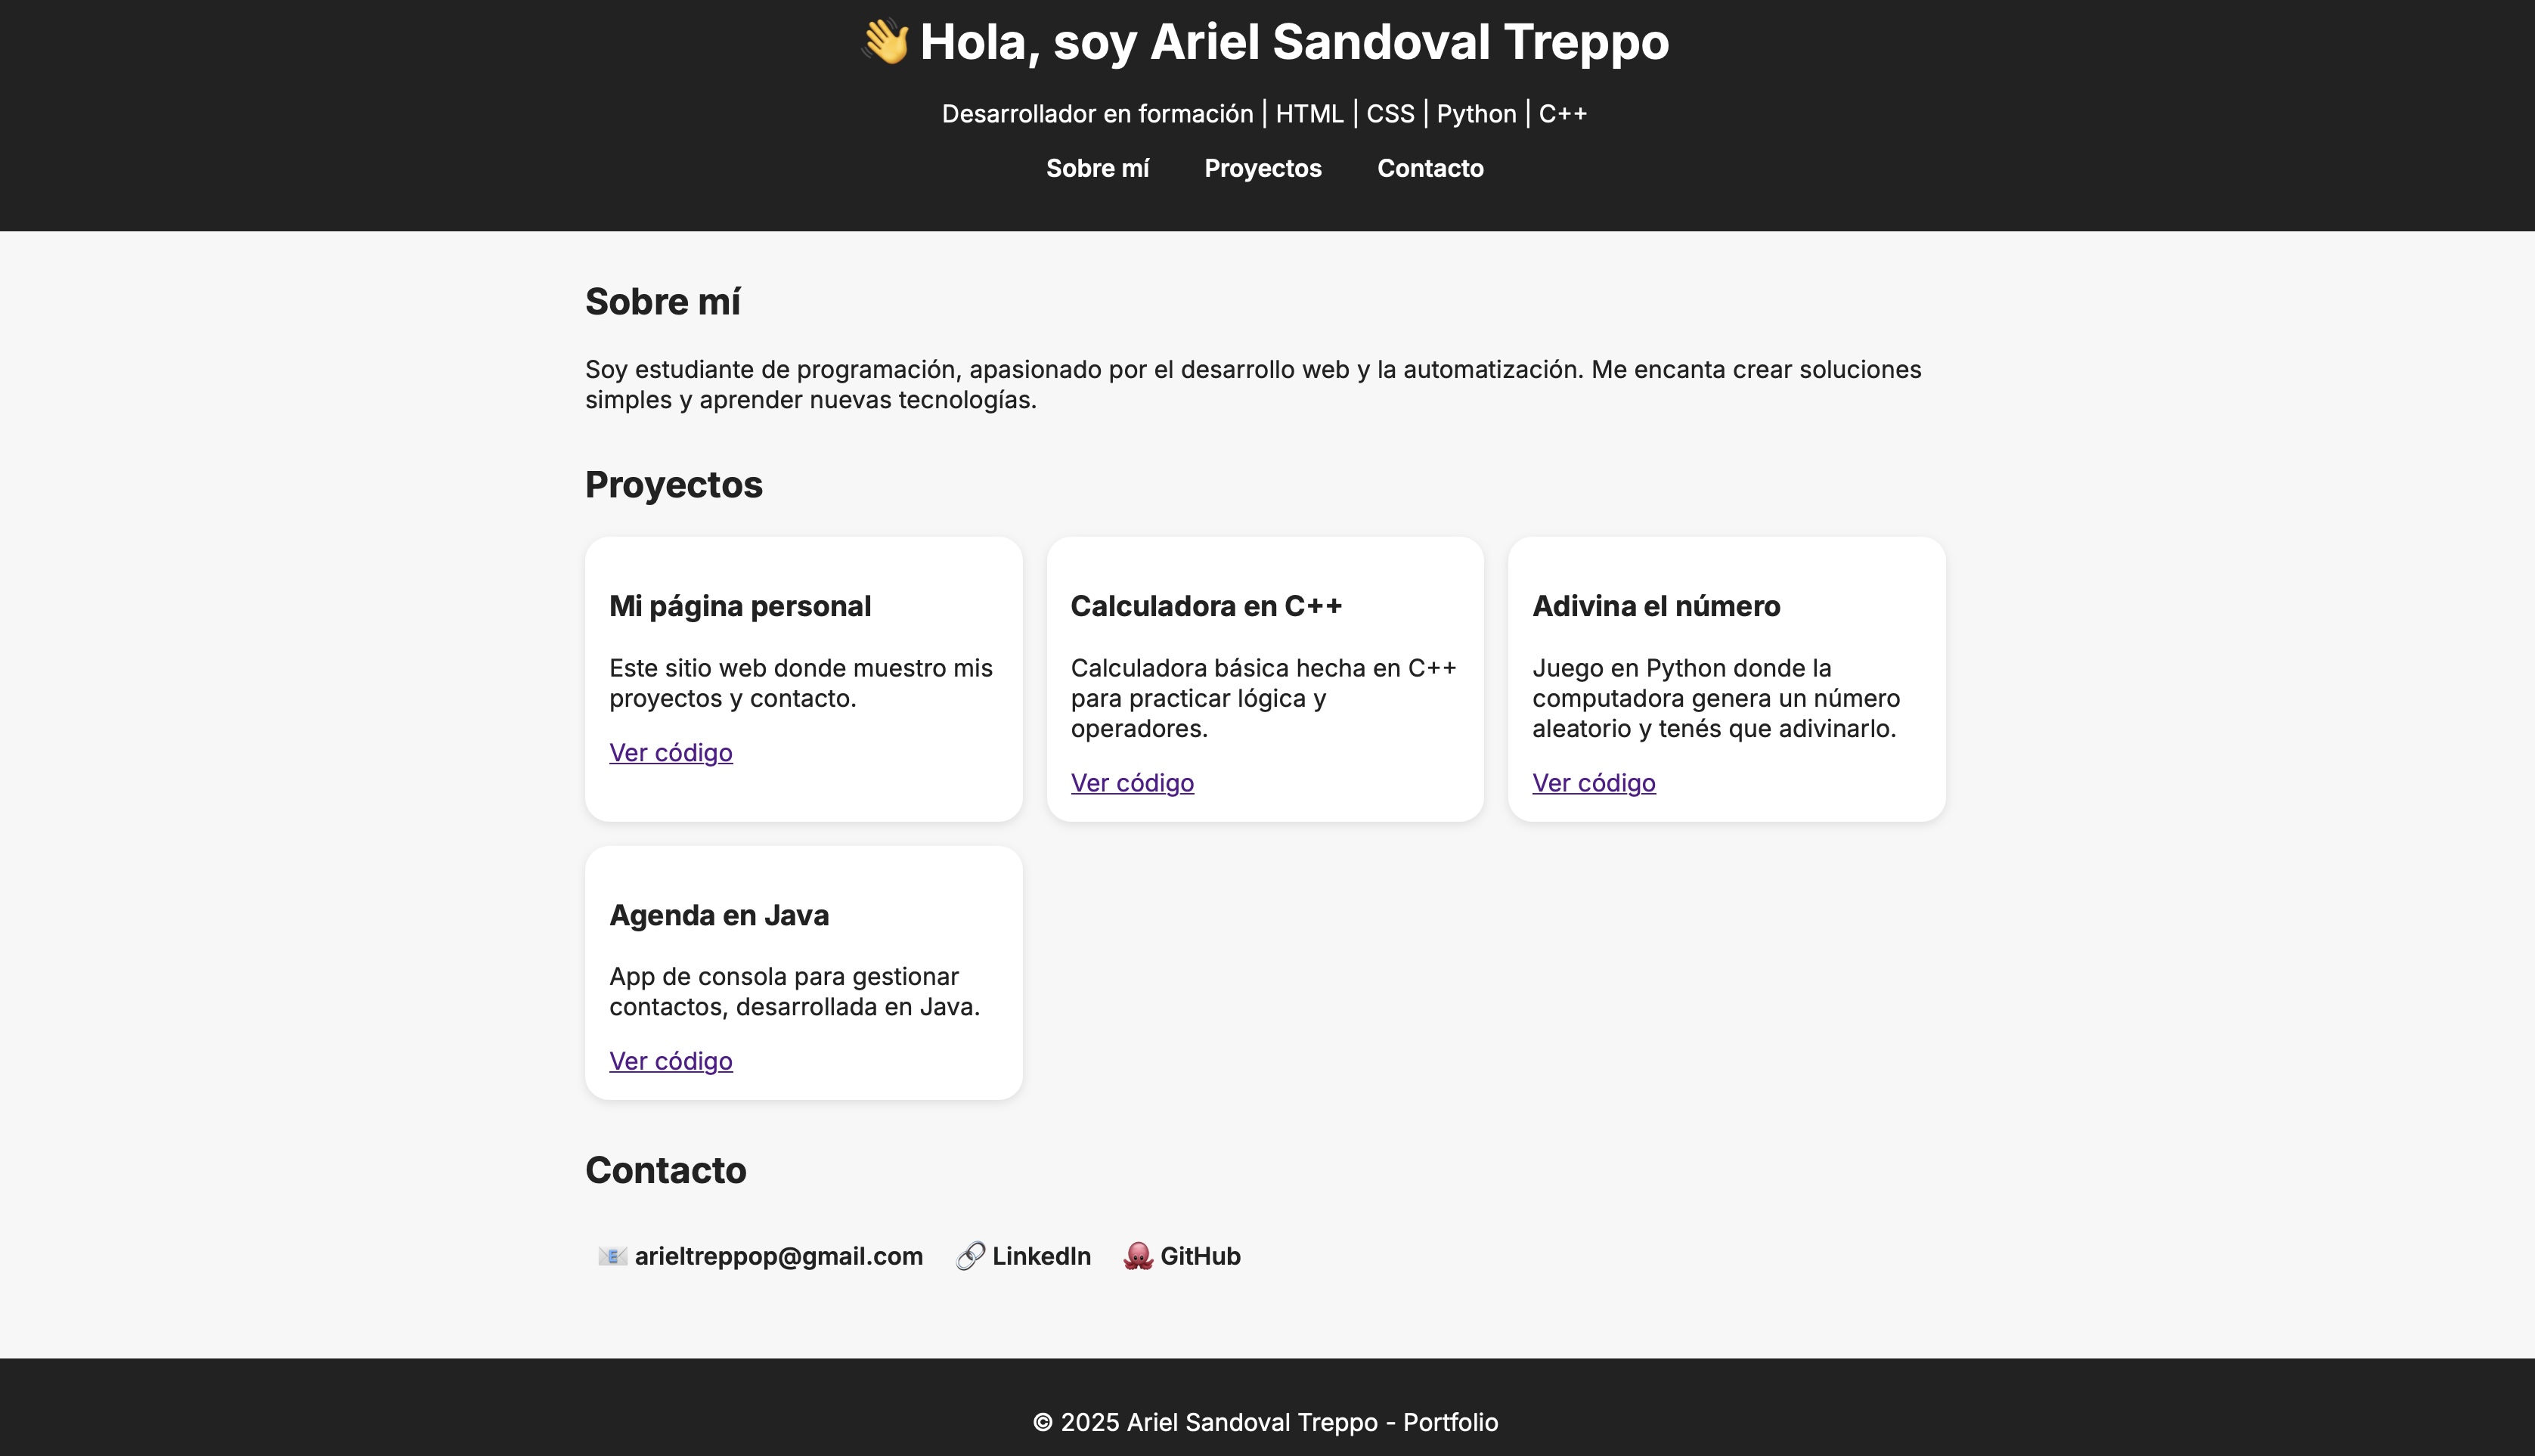 👋 Hola, soy Ariel Sandoval Treppo
Desarrollador en formación | HTML | CSS | Python | C++
Sobre mí Proyectos Contacto
Sobre mí
Soy estudiante de programación, apasionado por el desarrollo web y la automatización. Me encanta crear soluciones
simples y aprender nuevas tecnologías.
Proyectos
Mi página personal
Este sitio web donde muestro mis
proyectos y contacto.
Ver código
Calculadora en C++
Calculadora básica hecha en C++
para practicar lógica y
operadores.
Ver código
Adivina el número
Juego en Python donde la
computadora genera un número
aleatorio y tenés que adivinarlo.
Ver código
Agenda en Java
App de consola para gestionar
contactos, desarrollada en Java.
Ver código
Contacto
📧 arieltreppop@gmail.com 🔗 LinkedIn 🐙 GitHub
© 2025 Ariel Sandoval Treppo - Portfolio